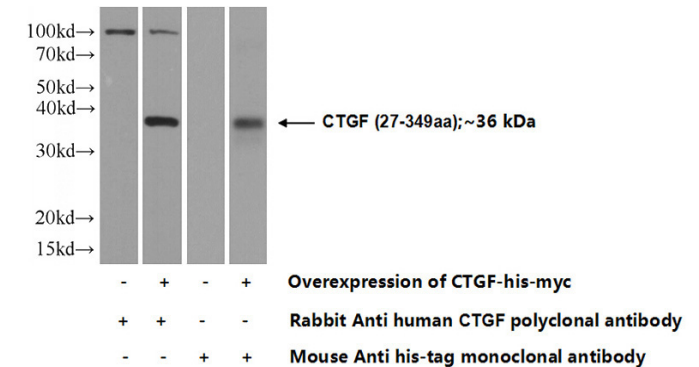 100kd→
70kd→
50kd→
40kd→
CTGF (27-349aa);~36 kDa
30kd→
20kd→
15kd→
- + - + Overexpression of CTGF-his-myc
+ + - - Rabbit Anti human CTGF polyclonal antibody
- - + + Mouse Anti his-tag monoclonal antibody